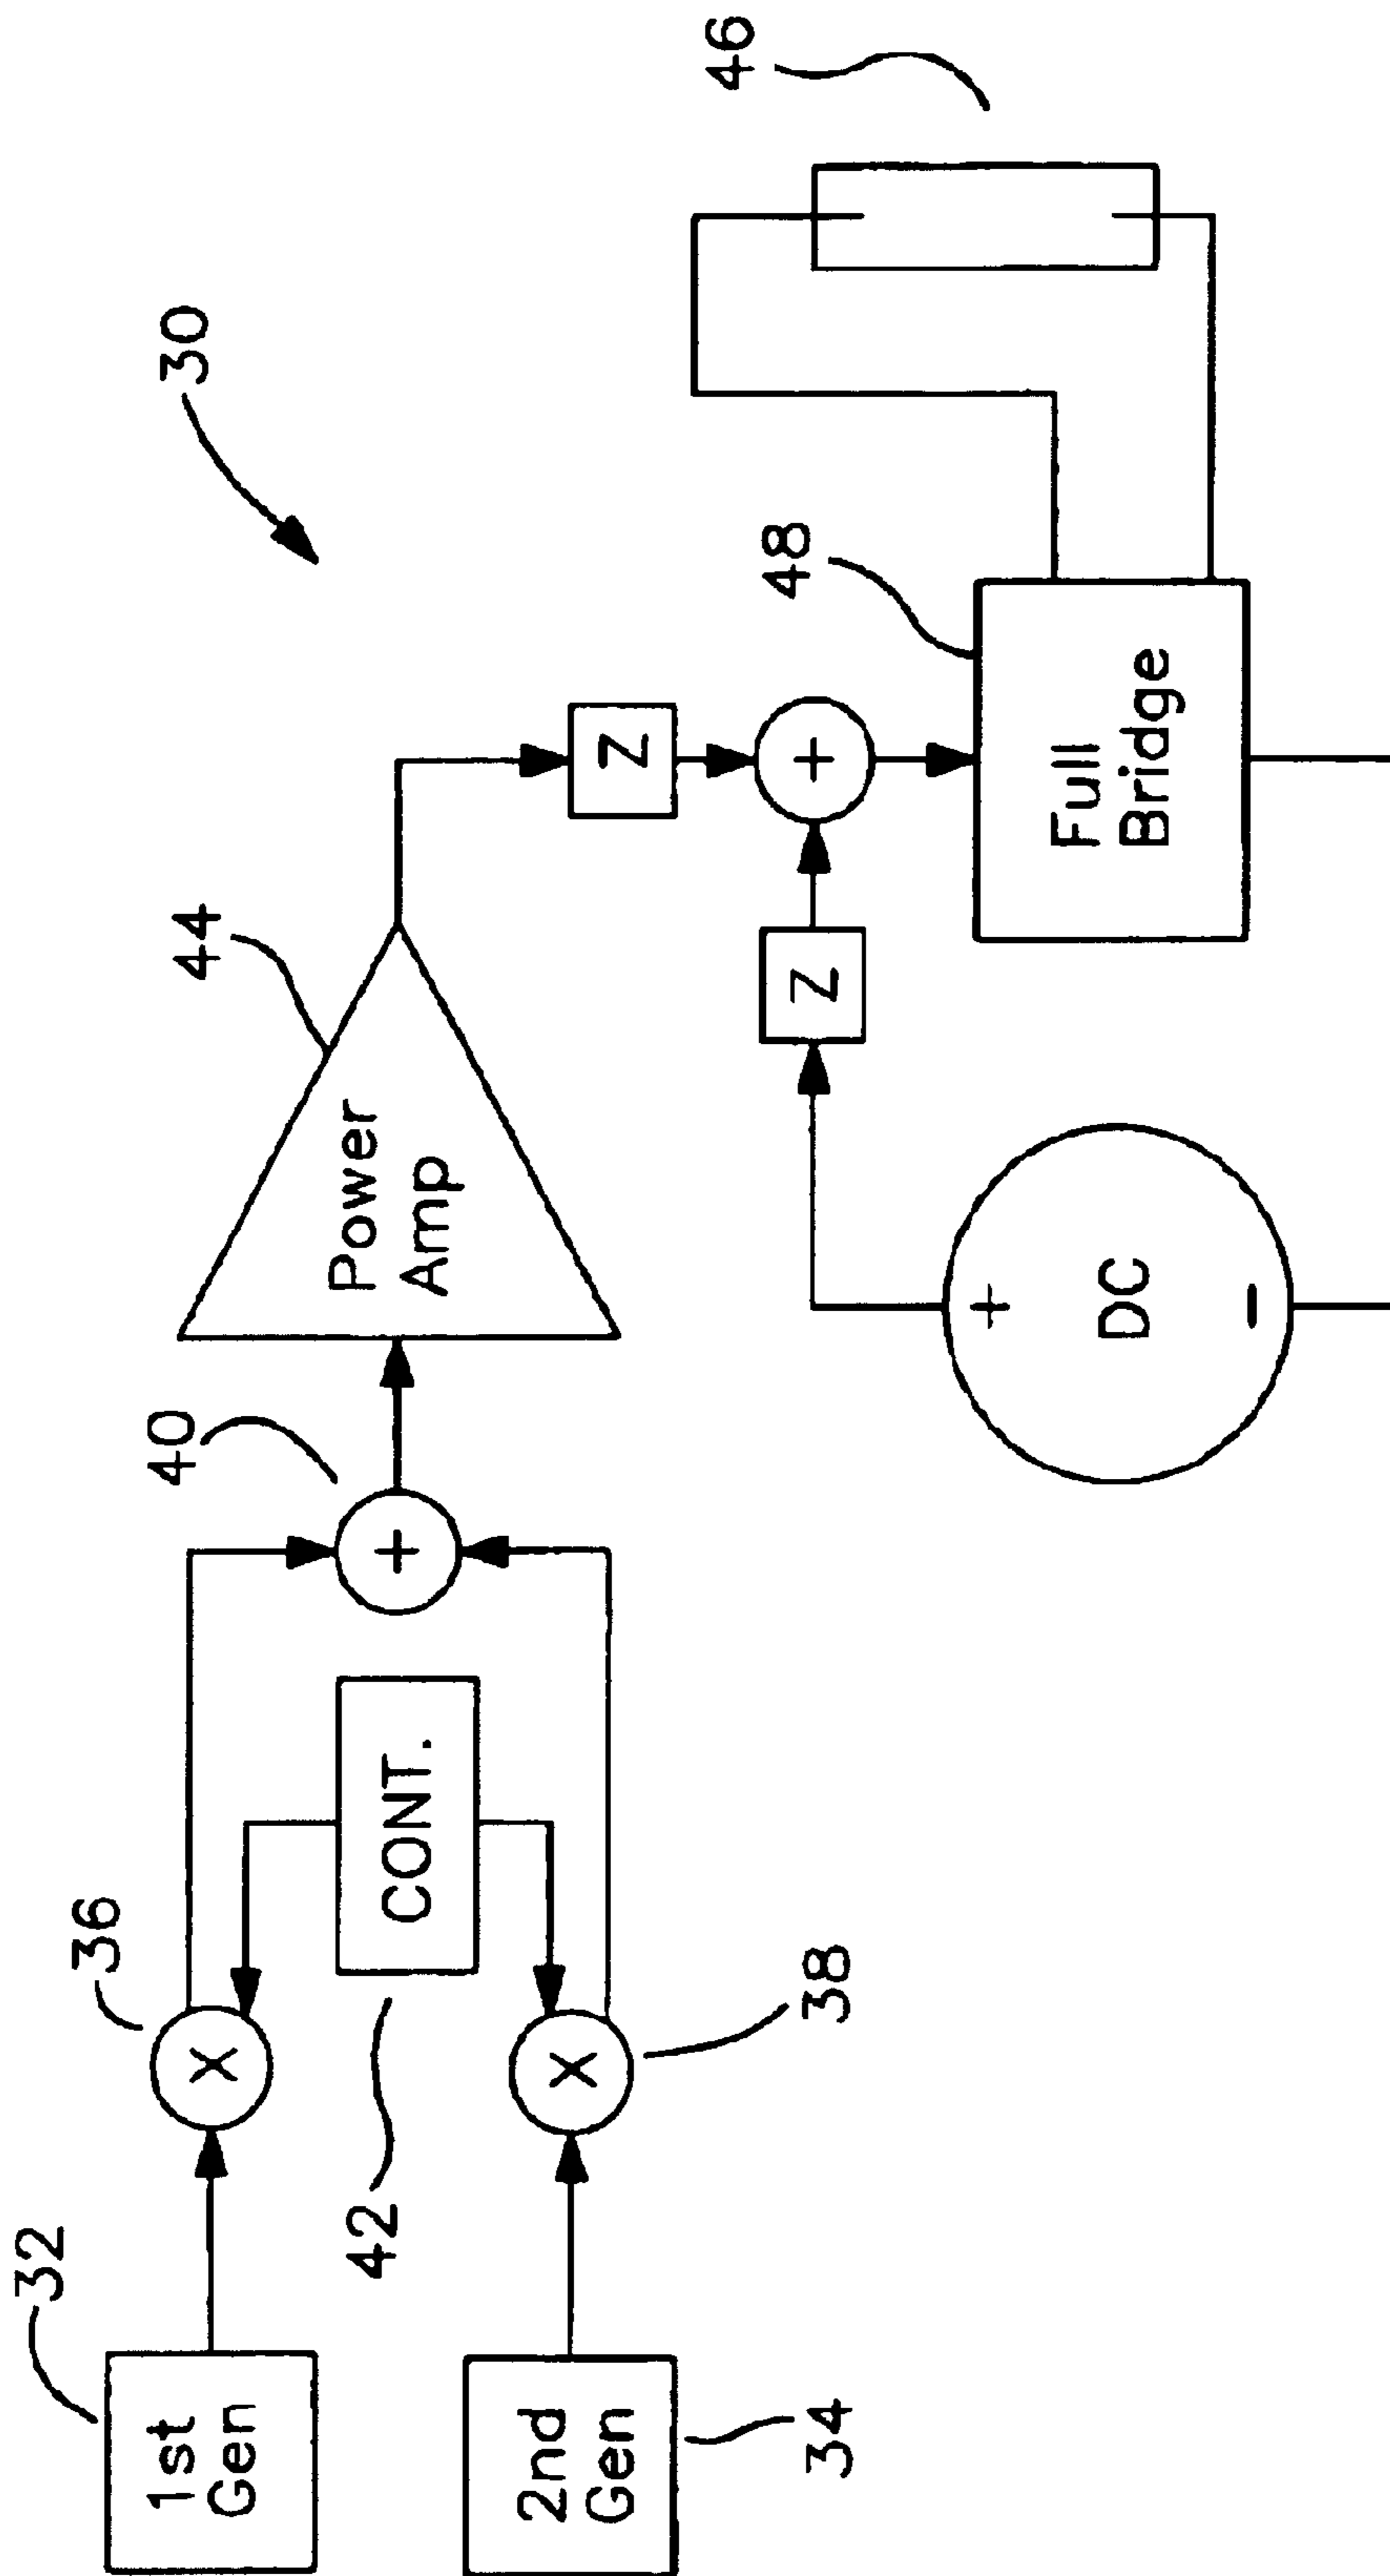 30
32
1st
Gen
36
X
40
+
44
Power
Amp
42
CONT.
2nd
Gen
34
X
38
Z
Z
+
48
Full
Bridge
46
+
DC
−